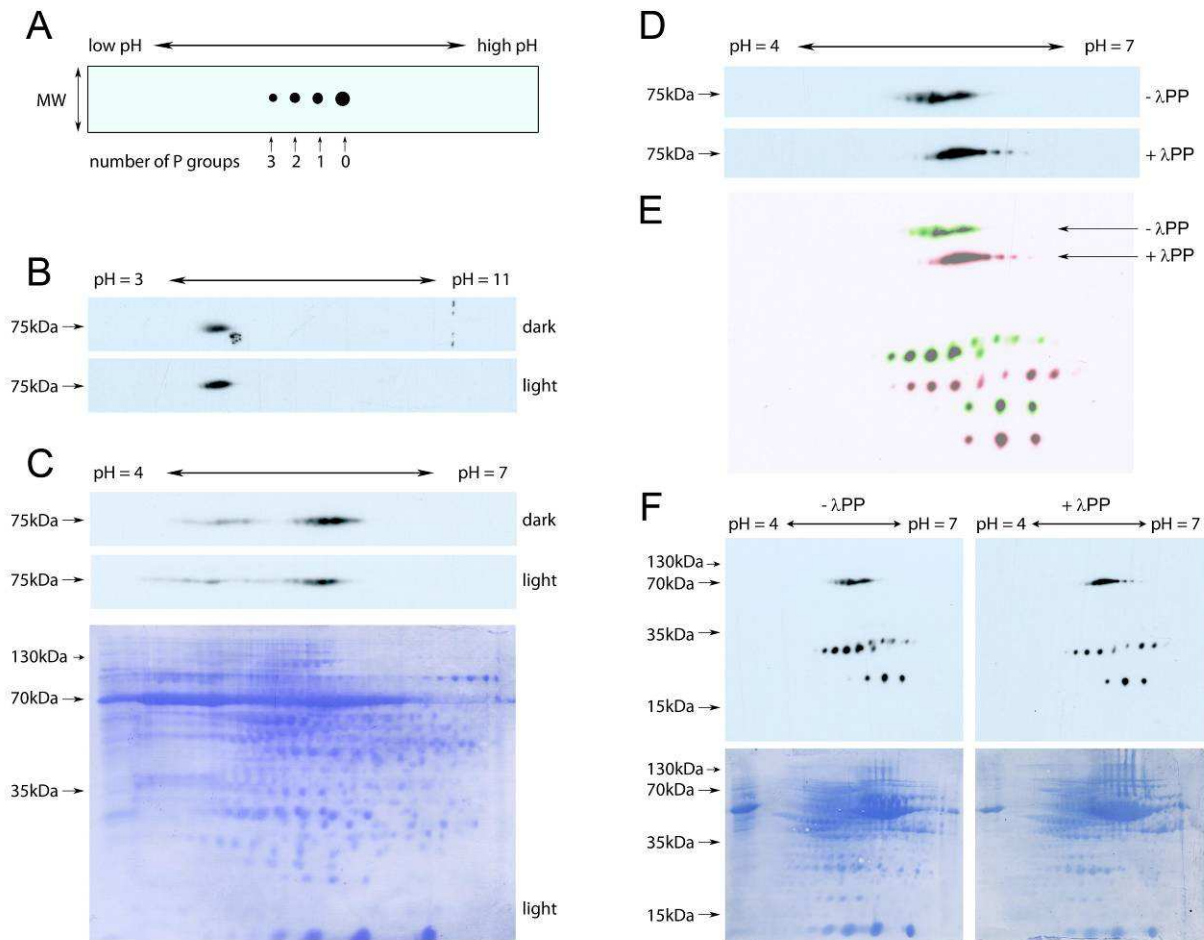 A
low pH high pH
MW
number of P groups 3 2 1 0
B
pH = 3 pH = 11
75kDa dark
75kDa light
C
pH = 4 pH = 7
75kDa dark
75kDa light
130kDa
70kDa
35kDa
light
D
pH = 4 pH = 7
75kDa - λPP
75kDa + λPP
E
- λPP
+ λPP
F
- λPP + λPP
pH = 4 pH = 7 pH = 4 pH = 7
130kDa
70kDa
35kDa
15kDa
130kDa
70kDa
35kDa
15kDa